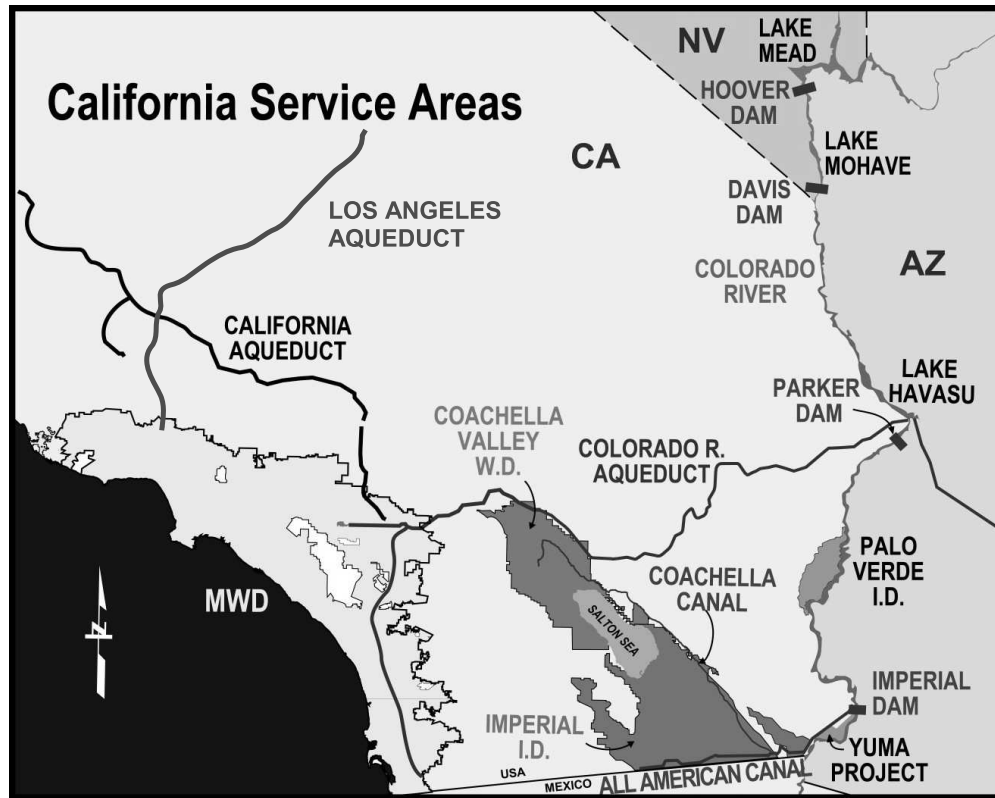 NV
LAKE
MEAD
California Service Areas
HOOVER
DAM
CA
LAKE
MOHAVE
DAVIS
DAM
LOS ANGELES
AQUEDUCT
COLORADO
RIVER
AZ
CALIFORNIA
AQUEDUCT
LAKE
HAVASU
PARKER
DAM
COACHELLA
VALLEY
W.D.
COLORADO R.
AQUEDUCT
PALO
VERDE
I.D.
COACHELLA
CANAL
MWD
SALTON SEA
IMPERIAL
DAM
IMPERIAL
I.D.
YUMA
PROJECT
USA
MEXICO
ALL AMERICAN CANAL